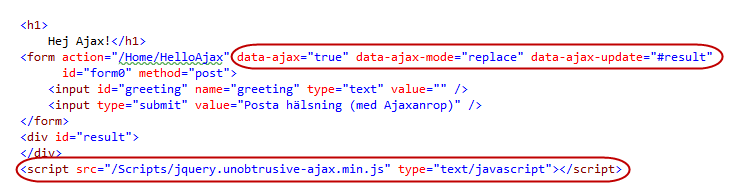 <h1>
Hej Ajax!</h1>
<form action="/Home/HelloAjax" data-ajax="true" data-ajax-mode="replace" data-ajax-update="#result"
id="form0" method="post">
<input id="greeting" name="greeting" type="text" value="" />
<input type="submit" value="Posta hälsning (med Ajaxanrop)" />
</form>
<div id="result">
</div>
<script src="/Scripts/jquery.unobtrusive-ajax.min.js" type="text/javascript"></script>